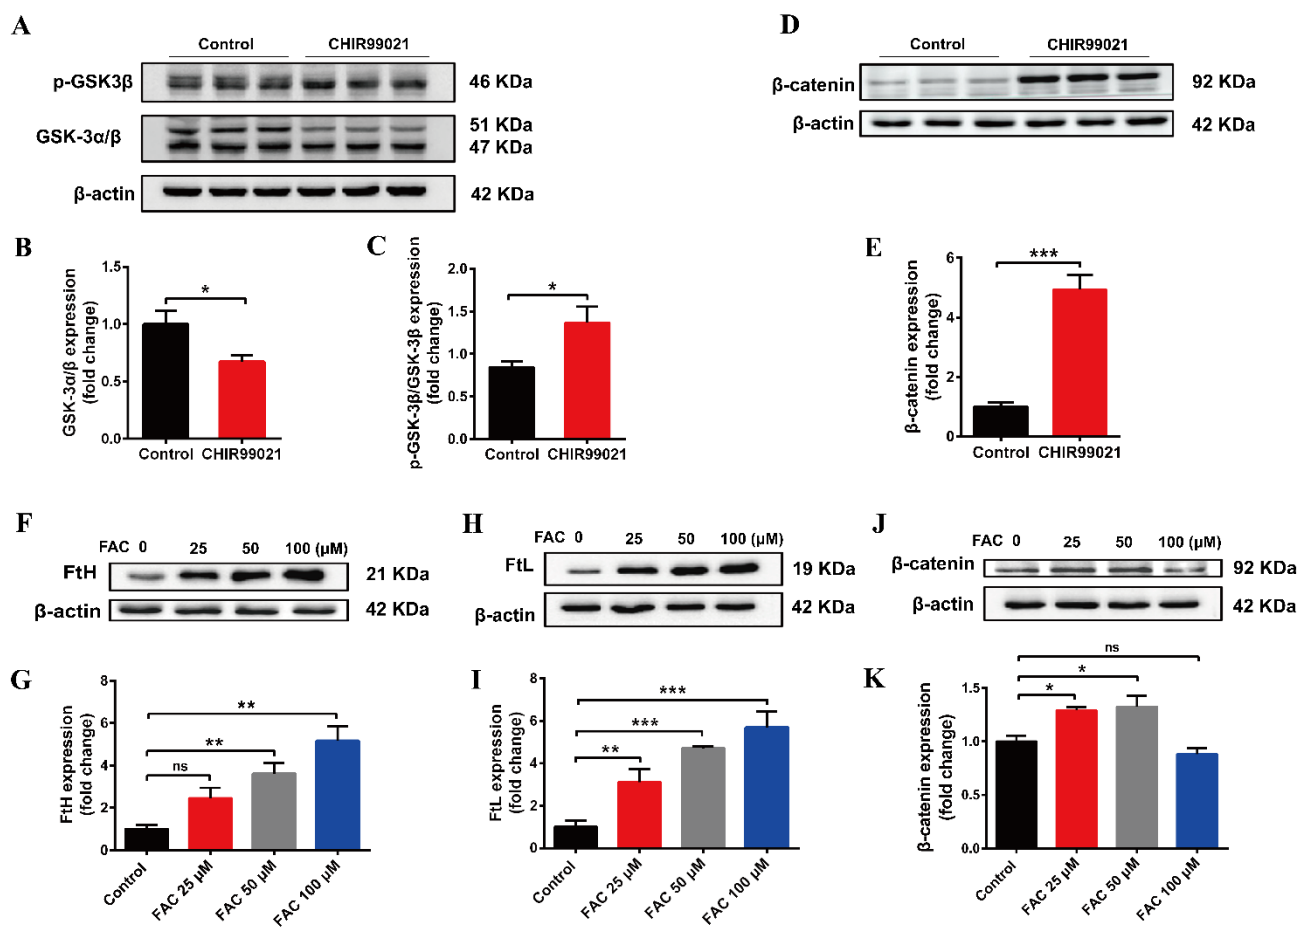 A
Control CHIR99021
p-GSK3β 46 KDa
GSK-3α/β 51 KDa
47 KDa
β-actin 42 KDa
D
Control CHIR99021
β-catenin 92 KDa
β-actin 42 KDa
B
GSK-3α/β expression
(fold change)
1.5
1.0
0.5
0.0
*
Control CHIR99021
C
p-GSK-3β/GSK-3β expression
(fold change)
2.0
1.5
1.0
0.5
0.0
*
Control CHIR99021
E
β-catenin expression
(fold change)
6
4
2
0
***
Control CHIR99021
F
FAC 0 25 50 100 (μM)
FtH 21 KDa
β-actin 42 KDa
H
FAC 0 25 50 100 (μM)
FtL 19 KDa
β-actin 42 KDa
J
FAC 0 25 50 100 (μM)
β-catenin 92 KDa
β-actin 42 KDa
G
FtH expression
(fold change)
8
6
4
2
0
**
**
ns
Control
FAC 25 μM
FAC 50 μM
FAC 100 μM
I
FtL expression
(fold change)
8
6
4
2
0
***
***
**
Control
FAC 25 μM
FAC 50 μM
FAC 100 μM
K
β-catenin expression
(fold change)
1.5
1.0
0.5
0.0
ns
*
*
Control
FAC 25 μM
FAC 50 μM
FAC 100 μM